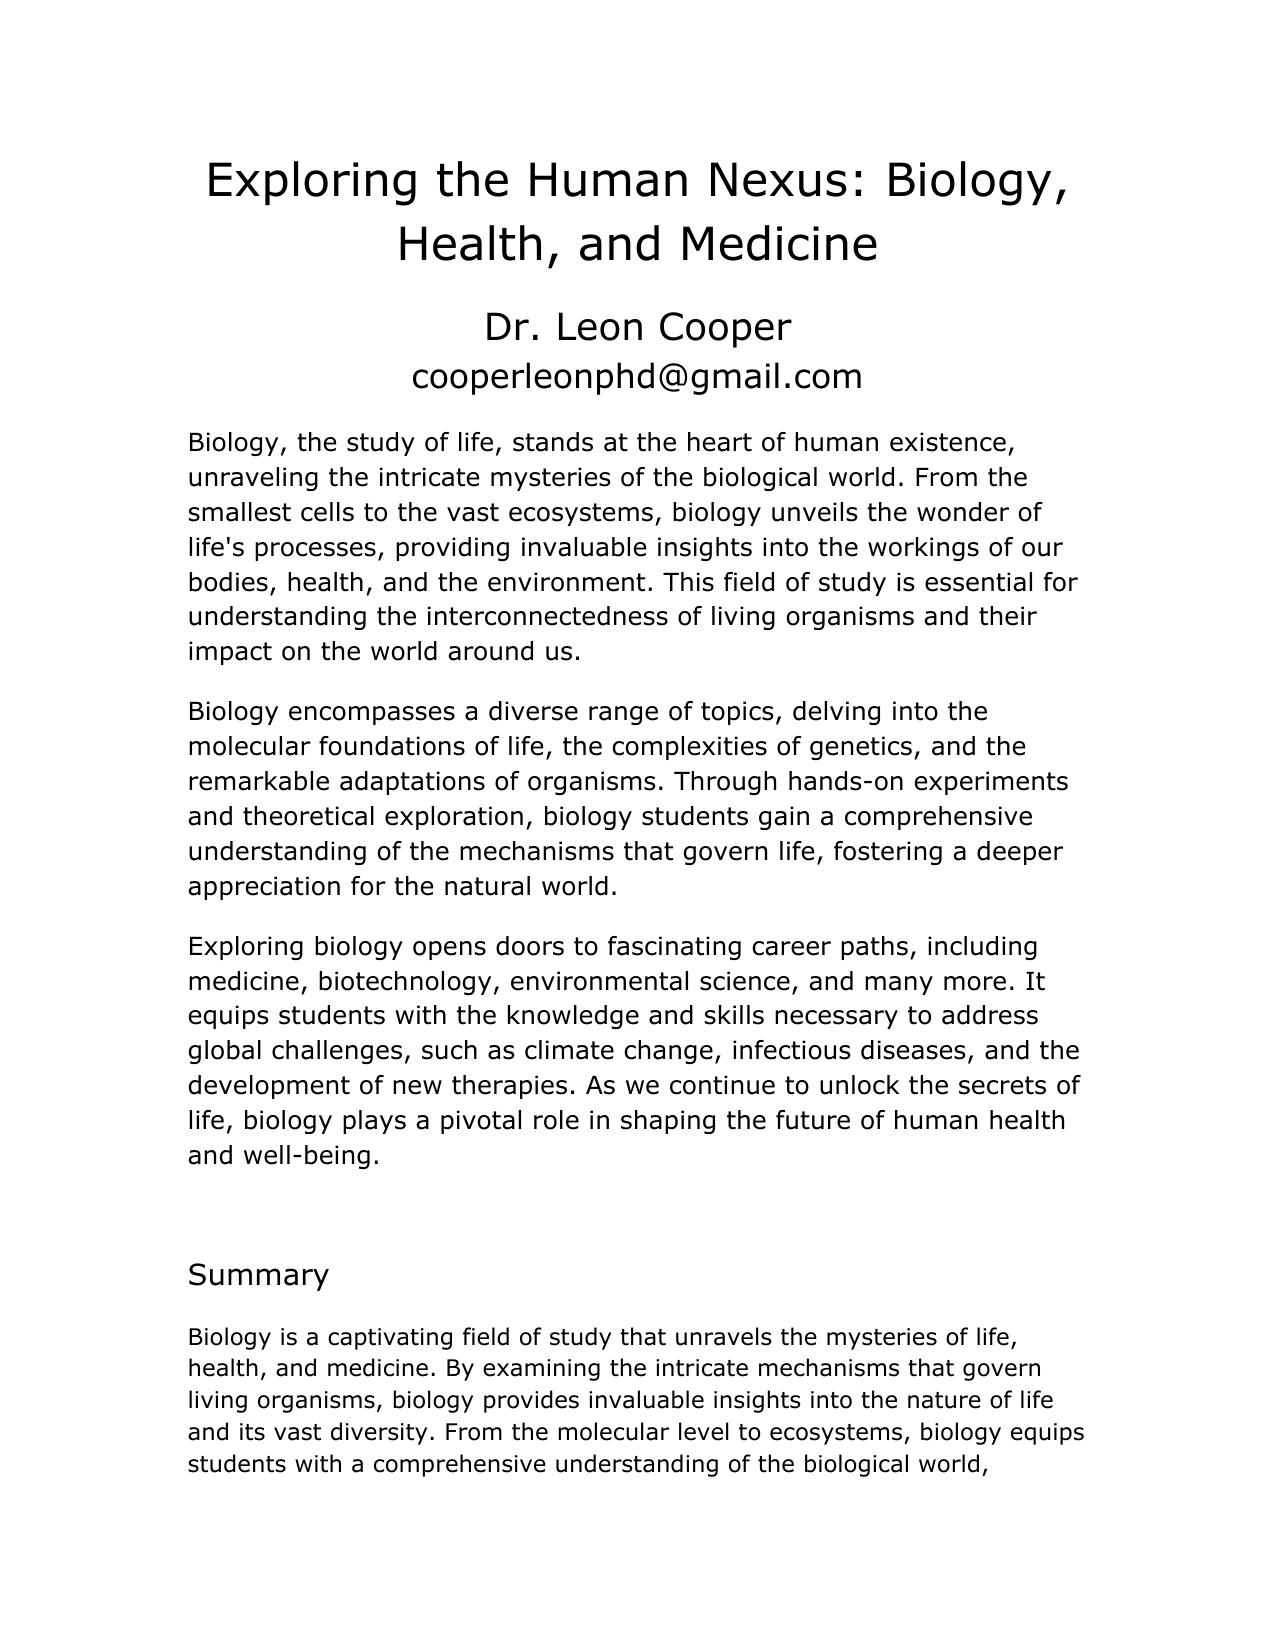 Exploring the Human Nexus: Biology,
Health, and Medicine
Dr. Leon Cooper
cooperleonphd@gmail.com
Biology, the study of life, stands at the heart of human existence,
unraveling the intricate mysteries of the biological world. From the
smallest cells to the vast ecosystems, biology unveils the wonder of
life's processes, providing invaluable insights into the workings of our
bodies, health, and the environment. This field of study is essential for
understanding the interconnectedness of living organisms and their
impact on the world around us.
Biology encompasses a diverse range of topics, delving into the
molecular foundations of life, the complexities of genetics, and the
remarkable adaptations of organisms. Through hands-on experiments
and theoretical exploration, biology students gain a comprehensive
understanding of the mechanisms that govern life, fostering a deeper
appreciation for the natural world.
Exploring biology opens doors to fascinating career paths, including
medicine, biotechnology, environmental science, and many more. It
equips students with the knowledge and skills necessary to address
global challenges, such as climate change, infectious diseases, and the
development of new therapies. As we continue to unlock the secrets of
life, biology plays a pivotal role in shaping the future of human health
and well-being.
Summary
Biology is a captivating field of study that unravels the mysteries of life,
health, and medicine. By examining the intricate mechanisms that govern
living organisms, biology provides invaluable insights into the nature of life
and its vast diversity. From the molecular level to ecosystems, biology equips
students with a comprehensive understanding of the biological world,